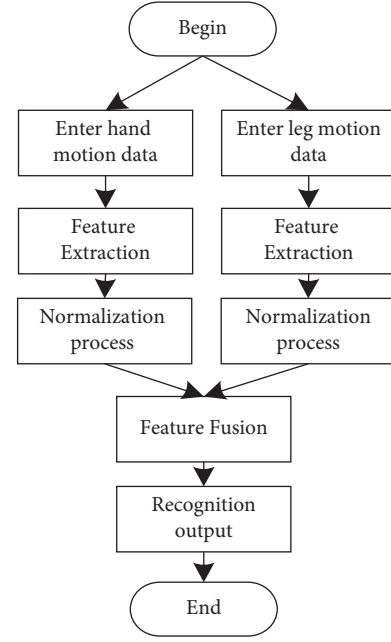 Begin
Enter hand
motion data
Enter leg motion
data
Feature
Extraction
Feature
Extraction
Normalization
process
Normalization
process
Feature Fusion
Recognition
output
End